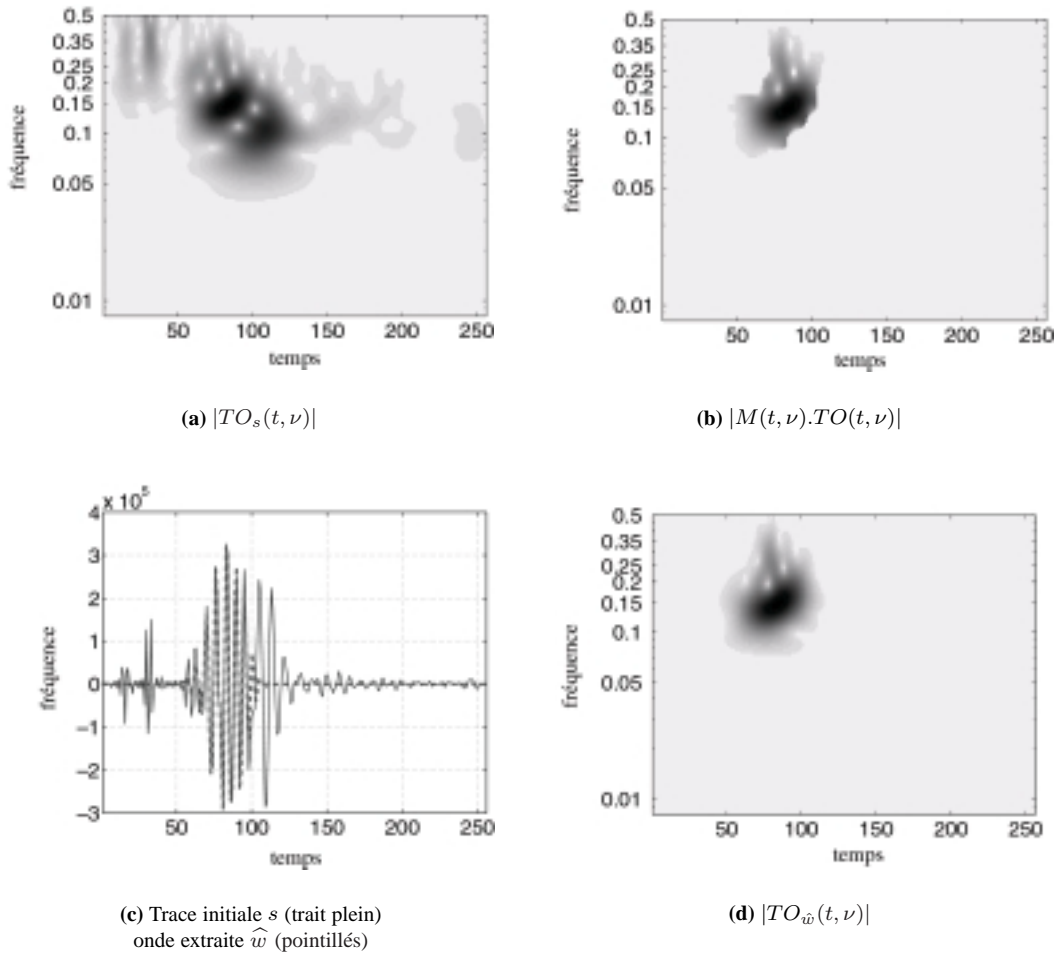 0.5
0.35
0.25
0.2
0.15
0.1
0.05
0.01
fréquence
50 100 150 200 250
temps
(a) |TO_s(t, ν)|
0.5
0.35
0.25
0.2
0.15
0.1
0.05
0.01
fréquence
50 100 150 200 250
temps
(b) |M(t, ν).TO(t, ν)|
× 10^5
4
3
2
1
0
−1
−2
−3
fréquence
50 100 150 200 250
temps
(c) Trace initiale s (trait plein)
onde extraite ŵ (pointillés)
0.5
0.35
0.25
0.2
0.15
0.1
0.05
0.01
fréquence
50 100 150 200 250
temps
(d) |TO_ŵ(t, ν)|